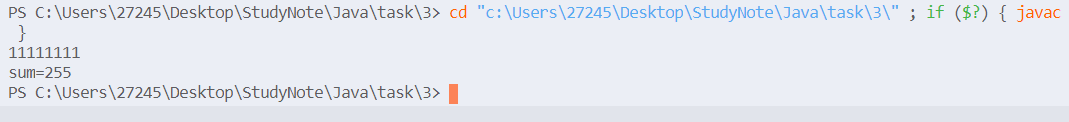 PS C:\Users\27245\Desktop\StudyNote\Java\task\3> cd "c:\Users\27245\Desktop\StudyNote\Java\task\3\" ; if ($?) { javac
 }
11111111
sum=255
PS C:\Users\27245\Desktop\StudyNote\Java\task\3>